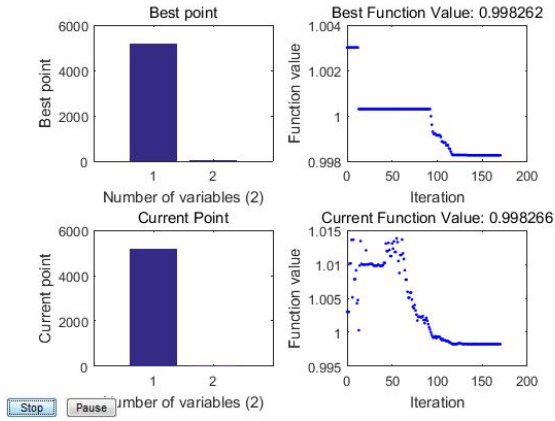 Best point
6000
4000
2000
0
Best point
1
2
Number of variables (2)
Best Function Value: 0.998262
1.004
1.002
1
0.998
Function value
0
50
100
150
200
Iteration
Current Point
6000
4000
2000
0
Current point
1
2
Number of variables (2)
Current Function Value: 0.998266
1.015
1.01
1.005
1
0.995
Function value
0
50
100
150
200
Iteration
Stop
Pause